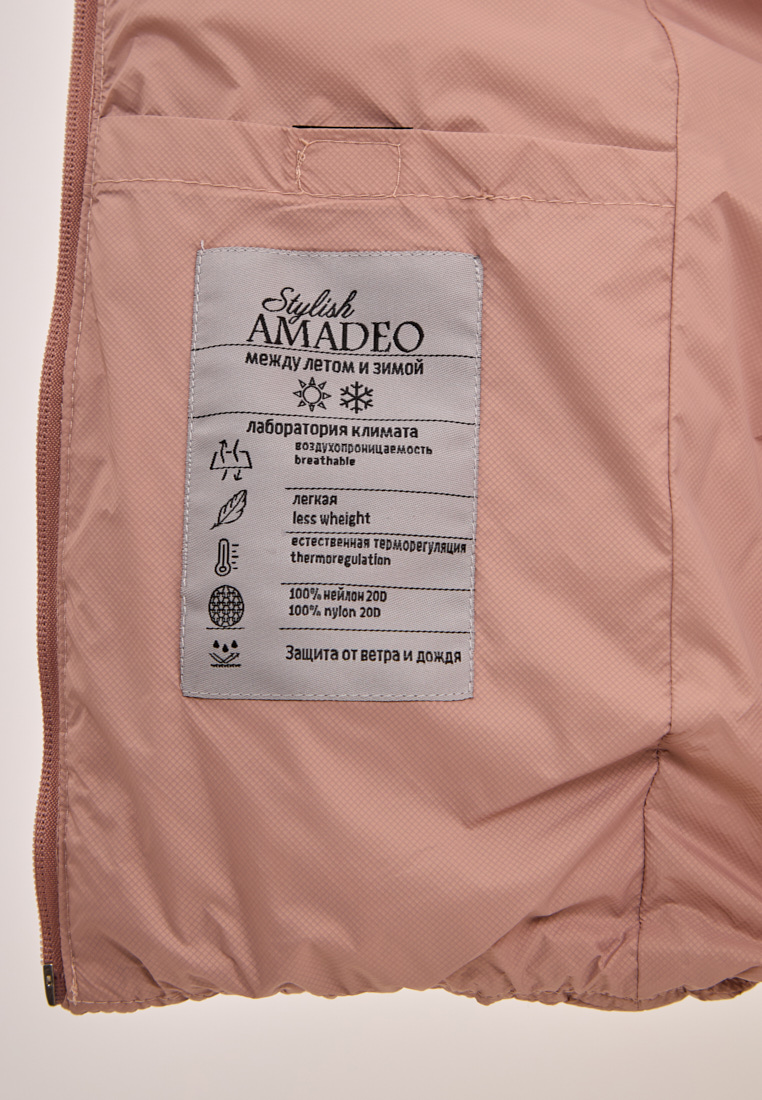 Stylish
AMADEO
между летом и зимой
лаборатория климата
воздухопроницаемость
breathable
легкая
less wheight
естественная терморегуляция
thermoregulation
100% нейлон 20D
100% nylon 20D
Защита от ветра и дождя